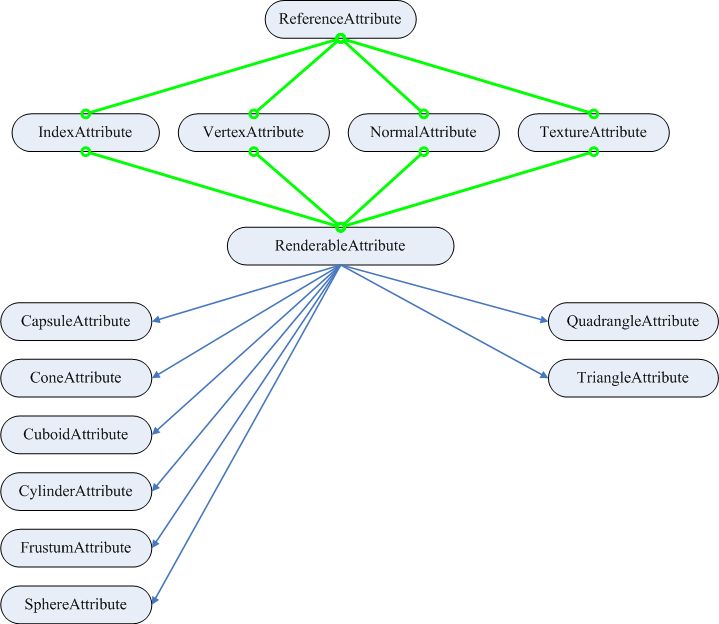 ReferenceAttribute
IndexAttribute
VertexAttribute
NormalAttribute
TextureAttribute
RenderableAttribute
CapsuleAttribute
QuadrangleAttribute
ConeAttribute
TriangleAttribute
CuboidAttribute
CylinderAttribute
FrustumAttribute
SphereAttribute